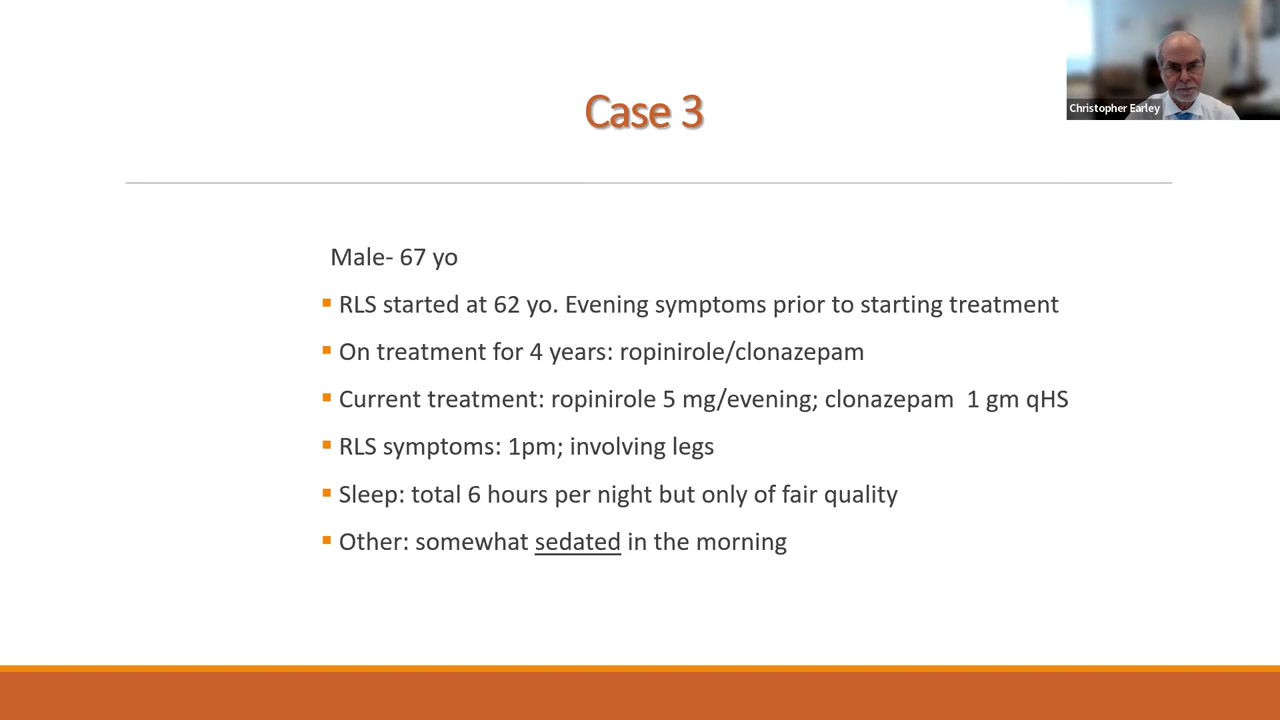 Christopher Earley
Case 3
Male- 67 yo
▪ RLS started at 62 yo. Evening symptoms prior to starting treatment
▪ On treatment for 4 years: ropinirole/clonazepam
▪ Current treatment: ropinirole 5 mg/evening; clonazepam  1 gm qHS
▪ RLS symptoms: 1pm; involving legs
▪ Sleep: total 6 hours per night but only of fair quality
▪ Other: somewhat sedated in the morning